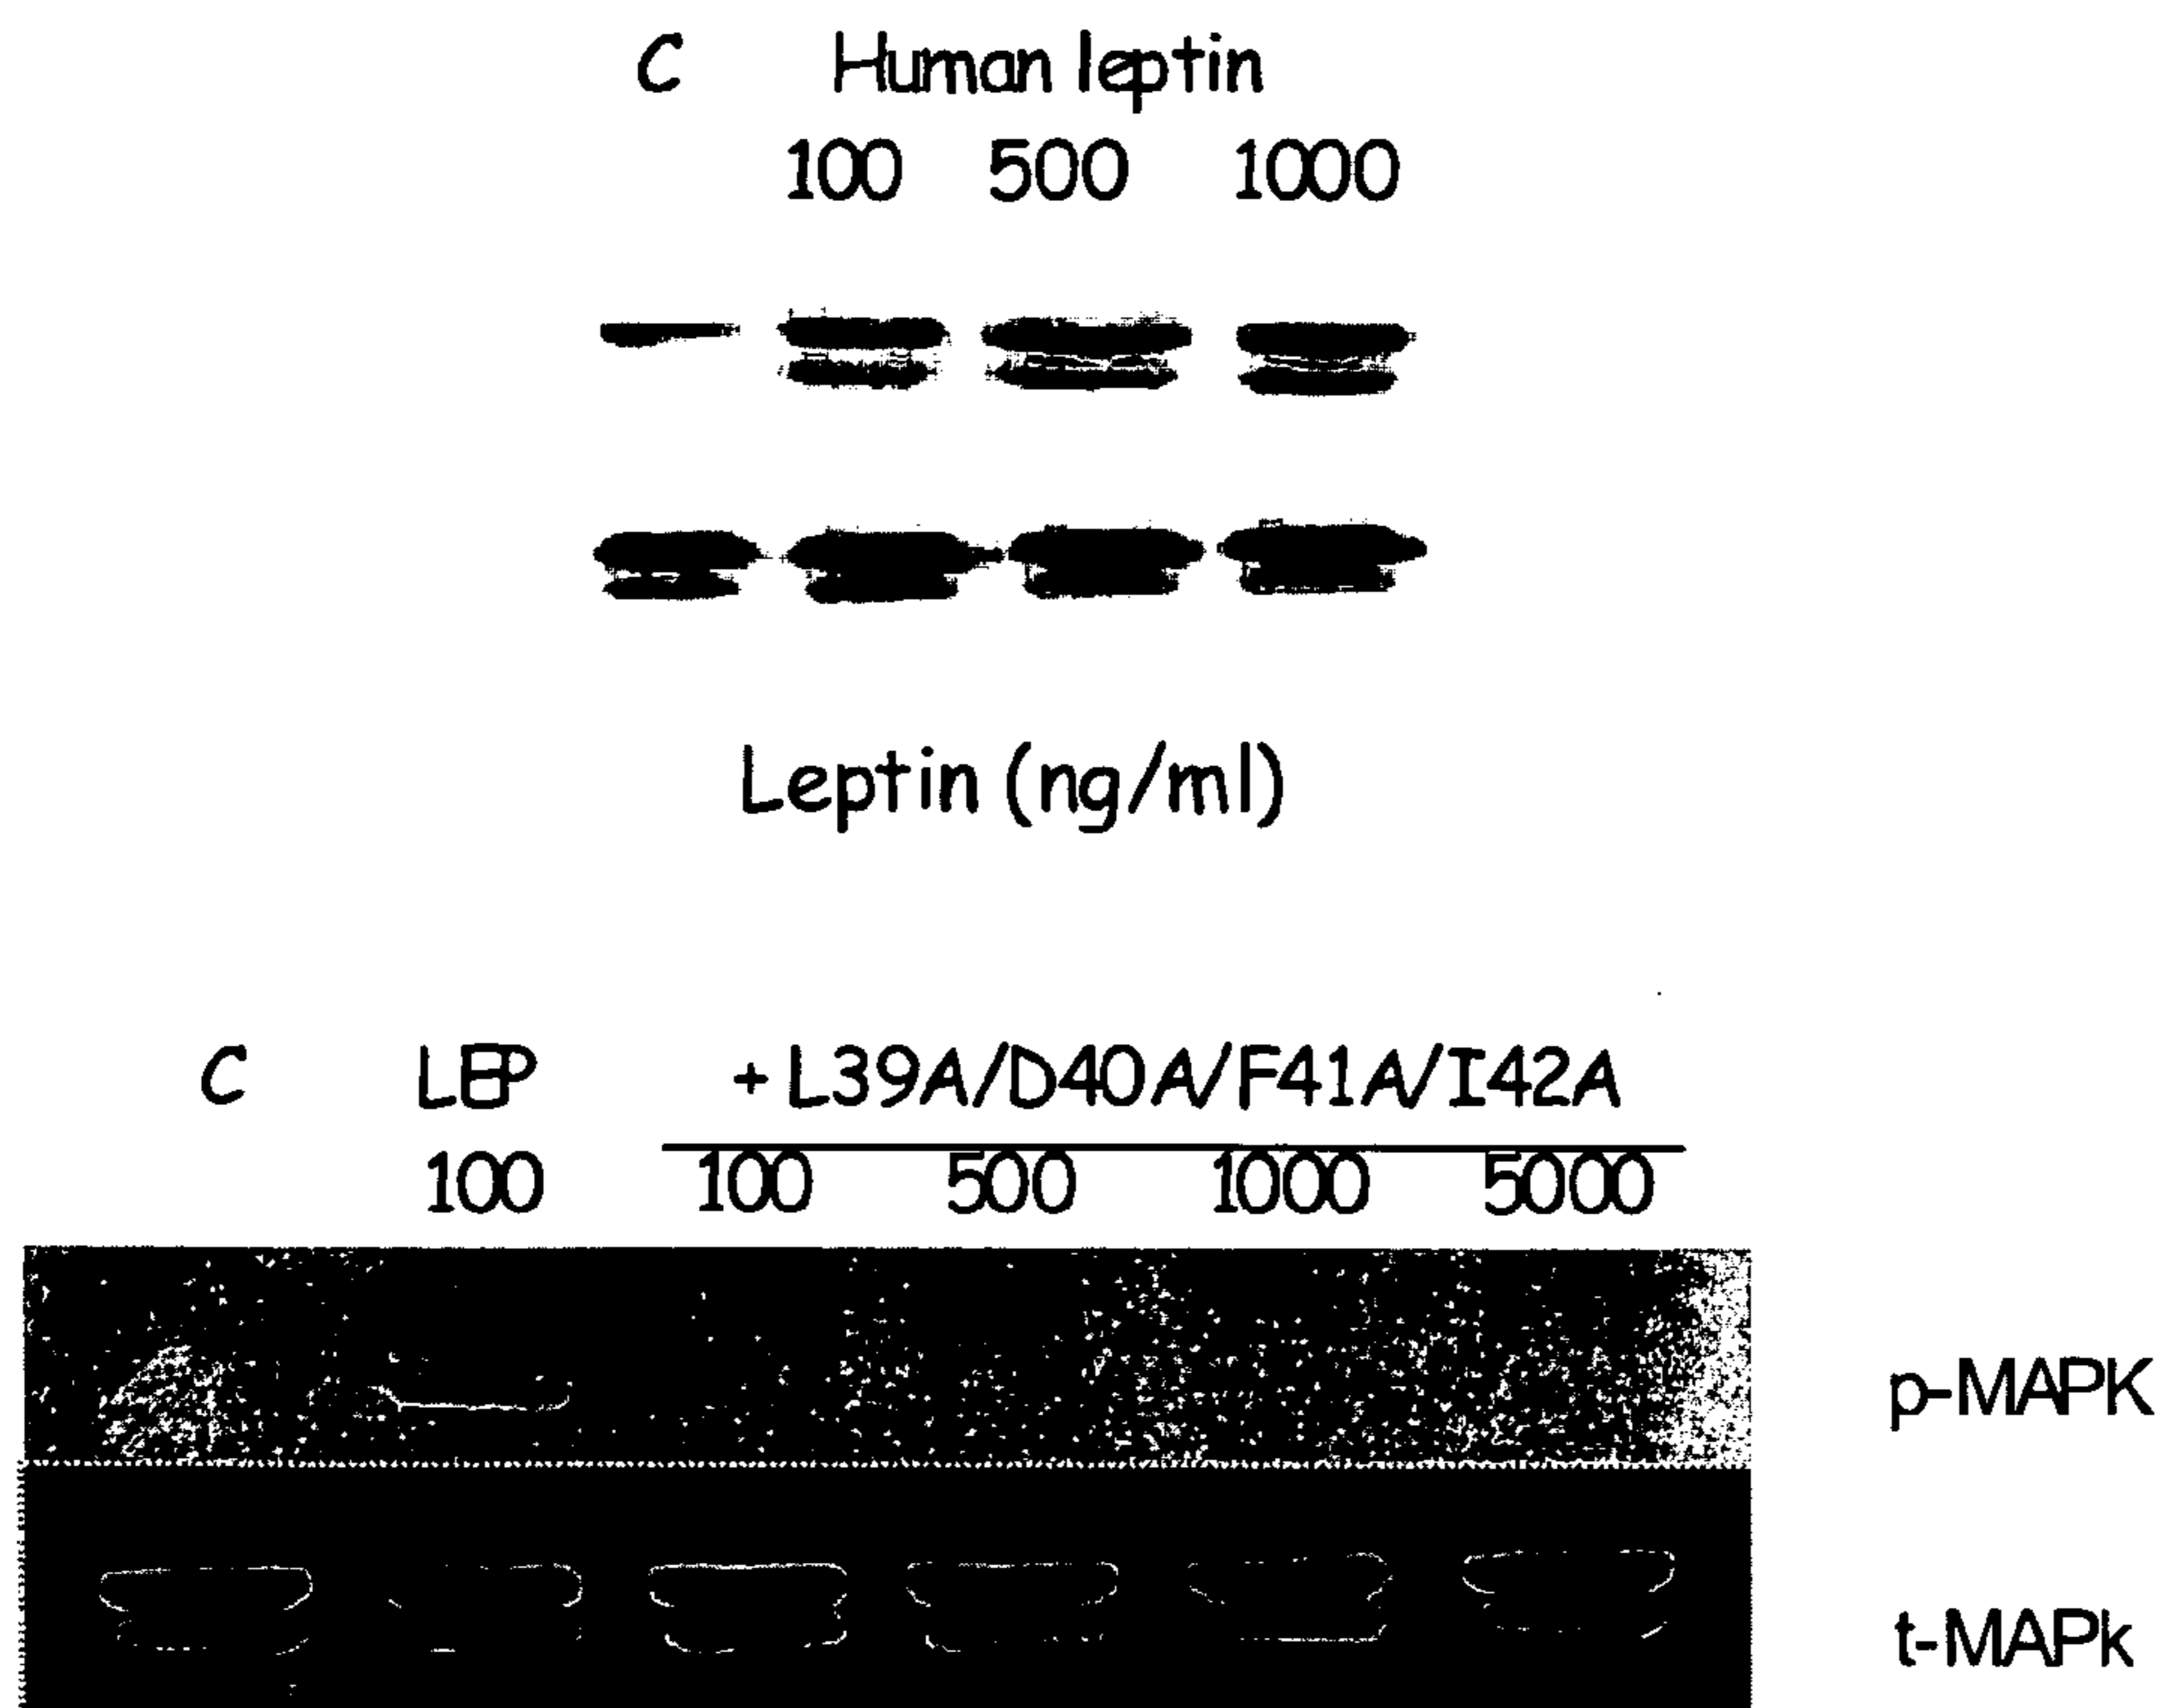 C Human leptin
100 500 1000
Leptin (ng/ml)
C LEP + L39A/D40A/F41A/I42A
100 100 500 1000 5000
p-MAPK
t-MAPk